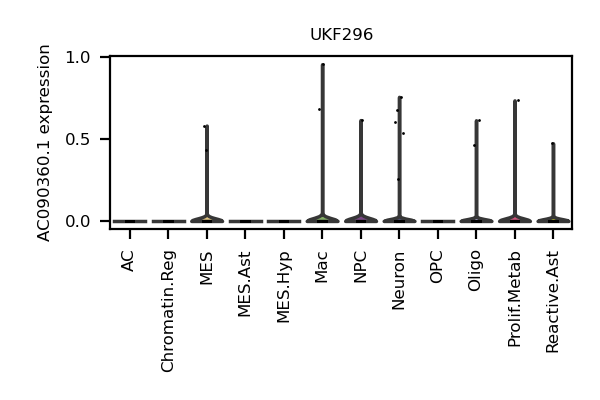 UKF296
AC090360.1 expression
1.0
0.5
0.0
AC
Chromatin.Reg
MES
MES.Ast
MES.Hyp
Mac
NPC
Neuron
OPC
Oligo
Prolif.Metab
Reactive.Ast